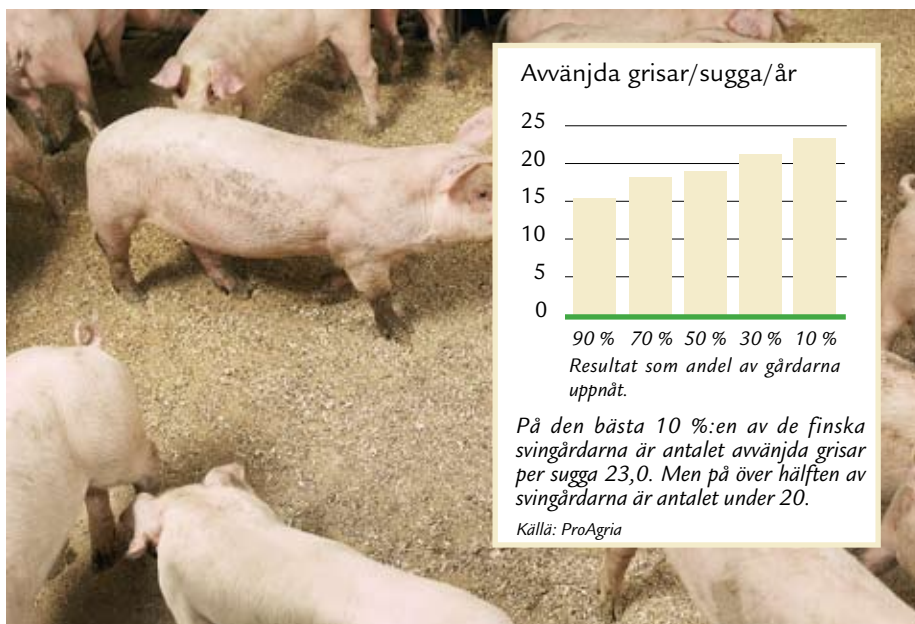 Avvänjda grisar/sugga/år
25
20
15
10
5
0
90 % 70 % 50 % 30 % 10 %
Resultat som andel av gårdarna
uppnåt.
På den bästa 10 %:en av de finska
svingårdarna är antalet avvänjda grisar
per sugga 23,0. Men på över hälften av
svingårdarna är antalet under 20.
Källä: ProAgria